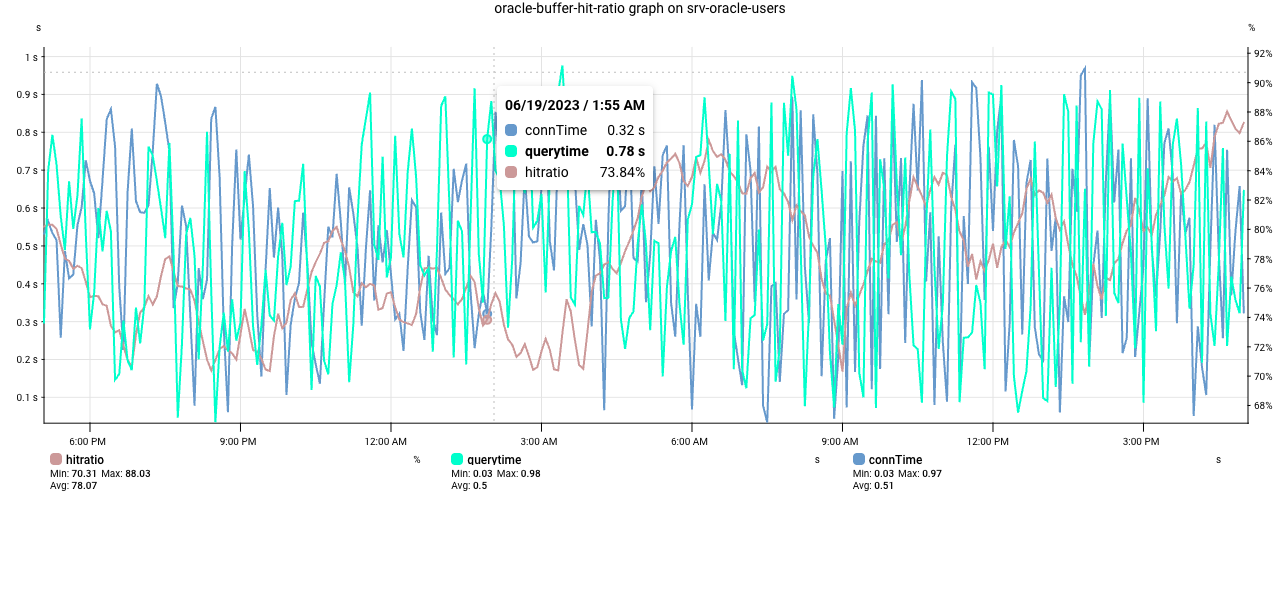 oracle-buffer-hit-ratio graph on srv-oracle-users
s %
1 s 92%
0.9 s 90%
0.8 s 88%
0.7 s 86%
0.6 s 84%
0.5 s 82%
0.4 s 80%
0.3 s 78%
0.2 s 76%
0.1 s 74%
72%
70%
68%
06/19/2023 / 1:55 AM
connTime 0.32 s
querytime 0.78 s
hitratio 73.84%
6:00 PM 9:00 PM 12:00 AM 3:00 AM 6:00 AM 9:00 AM 12:00 PM 3:00 PM
hitratio % querytime s connTime s
Min: 70.31 Max: 88.03 Min: 0.03 Max: 0.98 Min: 0.03 Max: 0.97
Avg: 78.07 Avg: 0.5 Avg: 0.51